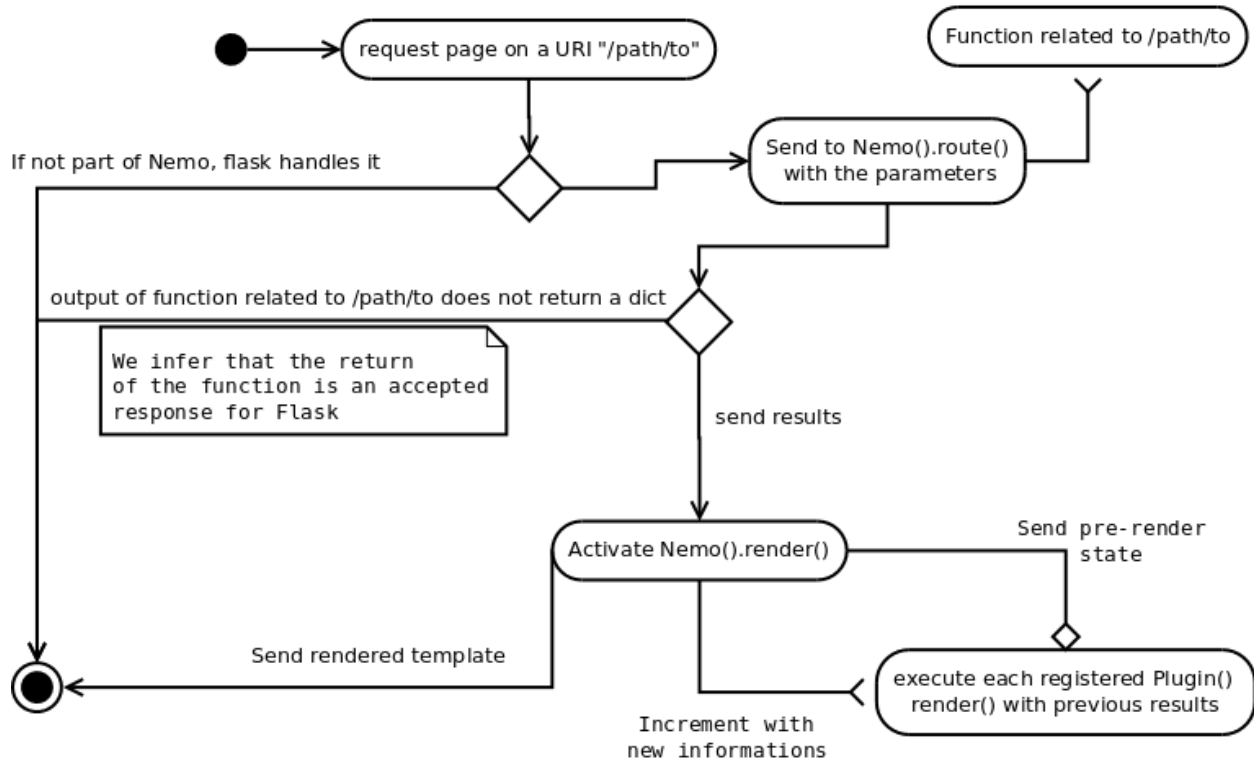 request page on a URI "/path/to"
Function related to /path/to
If not part of Nemo, flask handles it
Send to Nemo().route()
with the parameters
output of function related to /path/to does not return a dict
We infer that the return
of the function is an accepted
response for Flask
send results
Activate Nemo().render()
Send pre-render
state
Send rendered template
execute each registered Plugin()
render() with previous results
Increment with
new informations